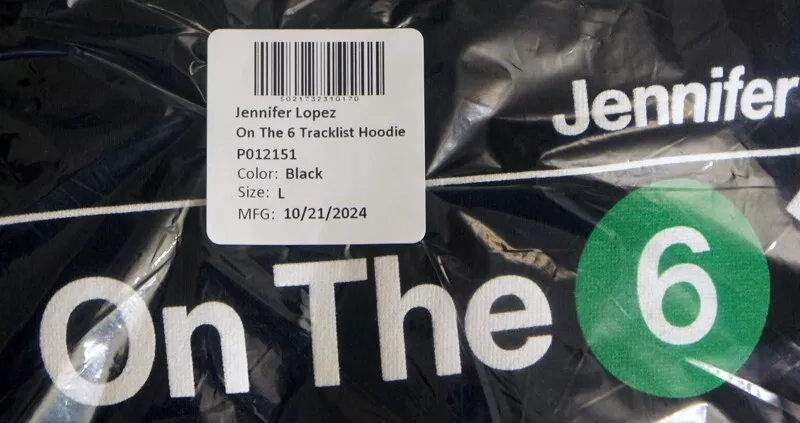 5021732310170
Jennifer Lopez
On The 6 Tracklist Hoodie
P012151
Color: Black
Size: L
MFG: 10/21/2024
Jennifer
On The 6